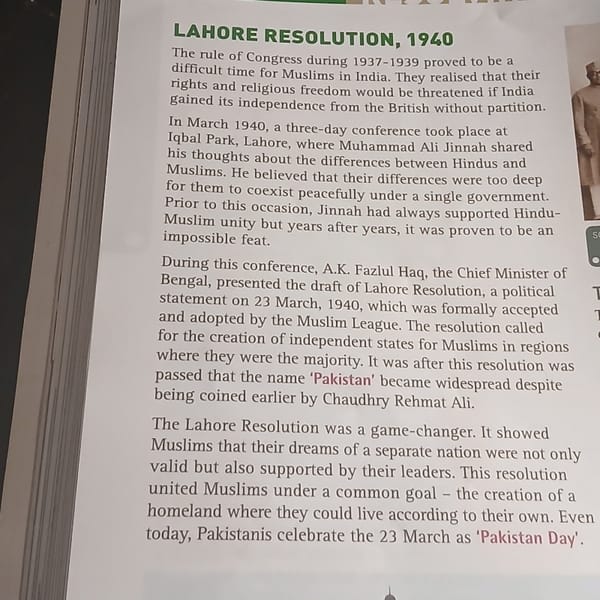 LAHORE RESOLUTION, 1940
The rule of Congress during 1937-1939 proved to be a
difficult time for Muslims in India. They realised that their
rights and religious freedom would be threatened if India
gained its independence from the British without partition.
In March 1940, a three-day conference took place at
Iqbal Park, Lahore, where Muhammad Ali Jinnah shared
his thoughts about the differences between Hindus and
Muslims. He believed that their differences were too deep
for them to coexist peacefully under a single government.
Prior to this occasion, Jinnah had always supported Hindu-
Muslim unity but years after years, it was proven to be an
impossible feat.
During this conference, A.K. Fazlul Haq, the Chief Minister of
Bengal, presented the draft of Lahore Resolution, a political
statement on 23 March, 1940, which was formally accepted
and adopted by the Muslim League. The resolution called
for the creation of independent states for Muslims in regions
where they were the majority. It was after this resolution was
passed that the name 'Pakistan' became widespread despite
being coined earlier by Chaudhry Rehmat Ali.
The Lahore Resolution was a game-changer. It showed
Muslims that their dreams of a separate nation were not only
valid but also supported by their leaders. This resolution
united Muslims under a common goal – the creation of a
homeland where they could live according to their own. Even
today, Pakistanis celebrate the 23 March as 'Pakistan Day'.